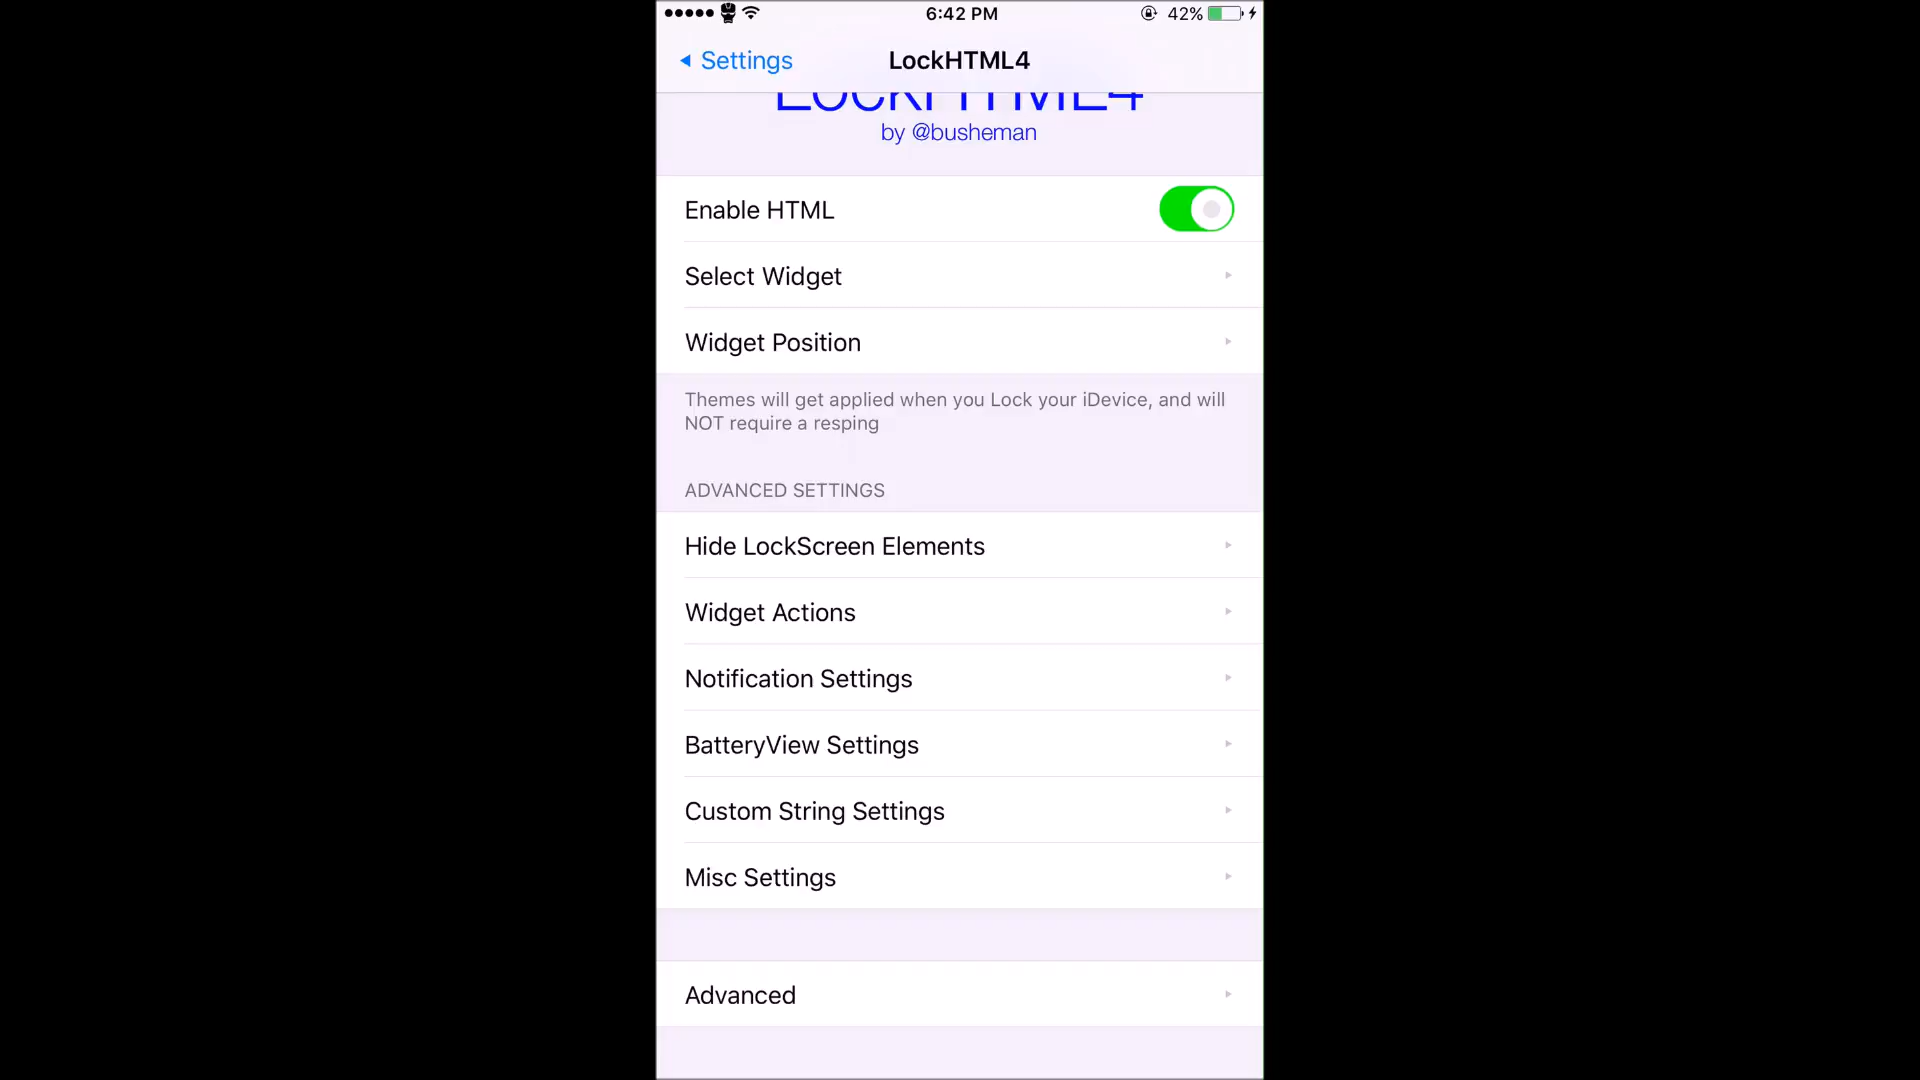 6:42 PM
42%
Settings
LockHTML4
LockHTML4
by @busheman
Enable HTML
Select Widget
Widget Position
Themes will get applied when you Lock your iDevice, and will
NOT require a resping
ADVANCED SETTINGS
Hide LockScreen Elements
Widget Actions
Notification Settings
BatteryView Settings
Custom String Settings
Misc Settings
Advanced